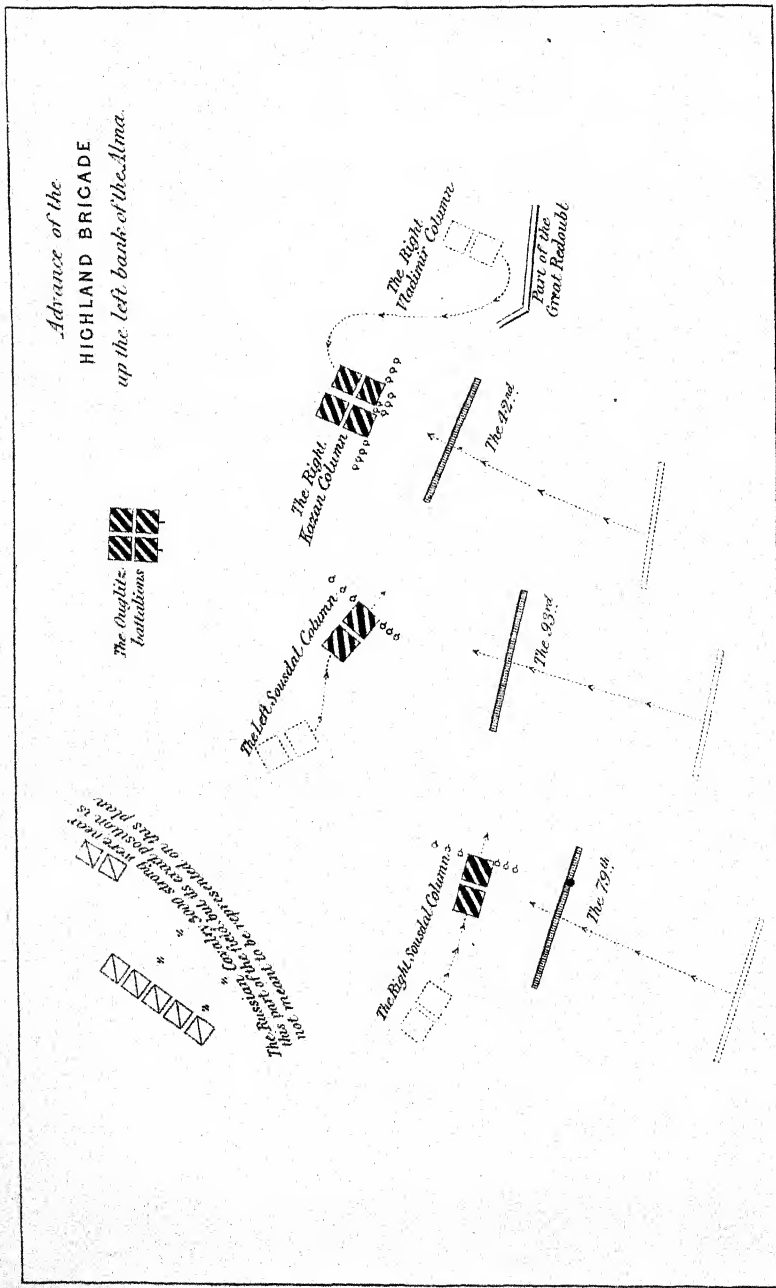 Advance of the
HIGHLAND BRIGADE
up the left bank of the Alma.
The Ouglitz
battalions
The Right
Vladimir Column
Part of the
Great Redoubt
The Right
Kazan Column
The 42nd
The Left Sousdal Column
The 93rd
The Russian Cavalry 3000 strong were near
this part of the field, but its exact position is
not meant to be represented on this plan.
The Right Sousdal Column
The 79th